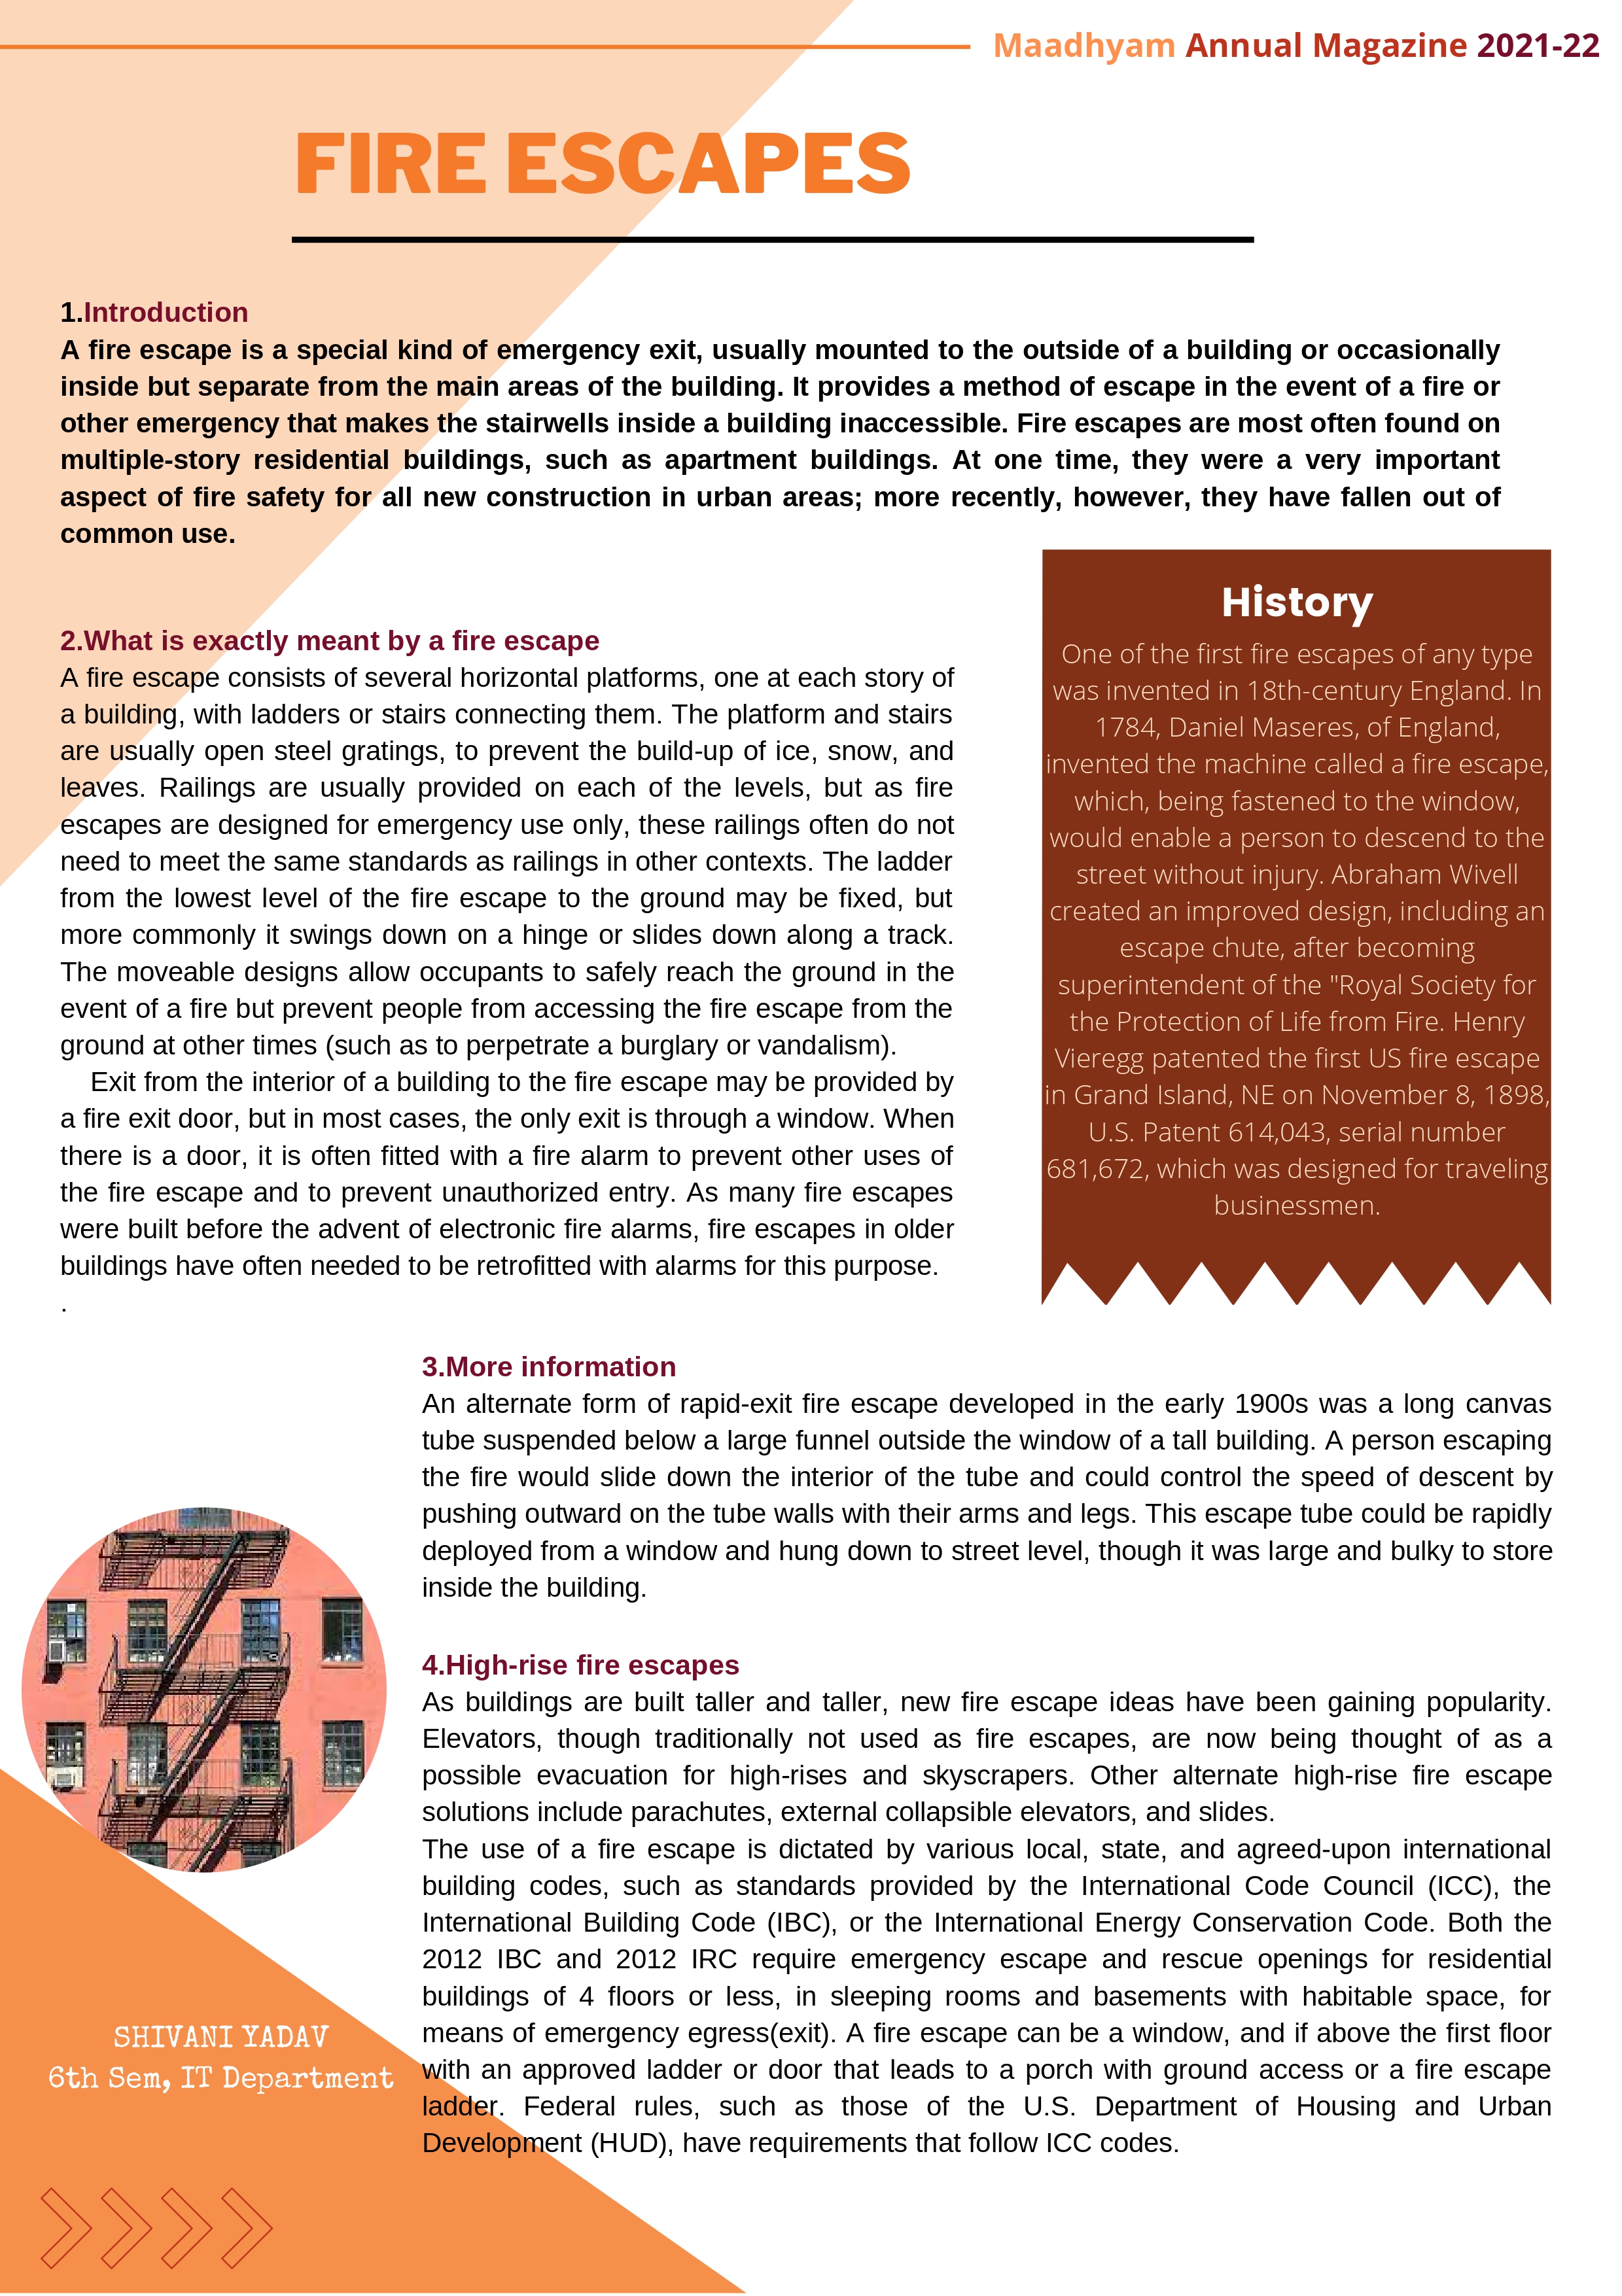 Maadhyam Annual Magazine 2021-22
FIRE ESCAPES
1.Introduction
A fire escape is a special kind of emergency exit, usually mounted to the outside of a building or occasionally
inside but separate from the main areas of the building. It provides a method of escape in the event of a fire or
other emergency that makes the stairwells inside a building inaccessible. Fire escapes are most often found on
multiple-story residential buildings, such as apartment buildings. At one time, they were a very important
aspect of fire safety for all new construction in urban areas; more recently, however, they have fallen out of
common use.
2.What is exactly meant by a fire escape
A fire escape consists of several horizontal platforms, one at each story of
a building, with ladders or stairs connecting them. The platform and stairs
are usually open steel gratings, to prevent the build-up of ice, snow, and
leaves. Railings are usually provided on each of the levels, but as fire
escapes are designed for emergency use only, these railings often do not
need to meet the same standards as railings in other contexts. The ladder
from the lowest level of the fire escape to the ground may be fixed, but
more commonly it swings down on a hinge or slides down along a track.
The moveable designs allow occupants to safely reach the ground in the
event of a fire but prevent people from accessing the fire escape from the
ground at other times (such as to perpetrate a burglary or vandalism).
Exit from the interior of a building to the fire escape may be provided by
a fire exit door, but in most cases, the only exit is through a window. When
there is a door, it is often fitted with a fire alarm to prevent other uses of
the fire escape and to prevent unauthorized entry. As many fire escapes
were built before the advent of electronic fire alarms, fire escapes in older
buildings have often needed to be retrofitted with alarms for this purpose.
.
History
One of the first fire escapes of any type
was invented in 18th-century England. In
1784, Daniel Maseres, of England,
invented the machine called a fire escape,
which, being fastened to the window,
would enable a person to descend to the
street without injury. Abraham Wivell
created an improved design, including an
escape chute, after becoming
superintendent of the "Royal Society for
the Protection of Life from Fire. Henry
Vieregg patented the first US fire escape
in Grand Island, NE on November 8, 1898,
U.S. Patent 614,043, serial number
681,672, which was designed for traveling
businessmen.
3.More information
An alternate form of rapid-exit fire escape developed in the early 1900s was a long canvas
tube suspended below a large funnel outside the window of a tall building. A person escaping
the fire would slide down the interior of the tube and could control the speed of descent by
pushing outward on the tube walls with their arms and legs. This escape tube could be rapidly
deployed from a window and hung down to street level, though it was large and bulky to store
inside the building.
4.High-rise fire escapes
As buildings are built taller and taller, new fire escape ideas have been gaining popularity.
Elevators, though traditionally not used as fire escapes, are now being thought of as a
possible evacuation for high-rises and skyscrapers. Other alternate high-rise fire escape
solutions include parachutes, external collapsible elevators, and slides.
The use of a fire escape is dictated by various local, state, and agreed-upon international
building codes, such as standards provided by the International Code Council (ICC), the
International Building Code (IBC), or the International Energy Conservation Code. Both the
2012 IBC and 2012 IRC require emergency escape and rescue openings for residential
buildings of 4 floors or less, in sleeping rooms and basements with habitable space, for
means of emergency egress(exit). A fire escape can be a window, and if above the first floor
with an approved ladder or door that leads to a porch with ground access or a fire escape
ladder. Federal rules, such as those of the U.S. Department of Housing and Urban
Development (HUD), have requirements that follow ICC codes.
SHIVANI YADAV
6th Sem, IT Department